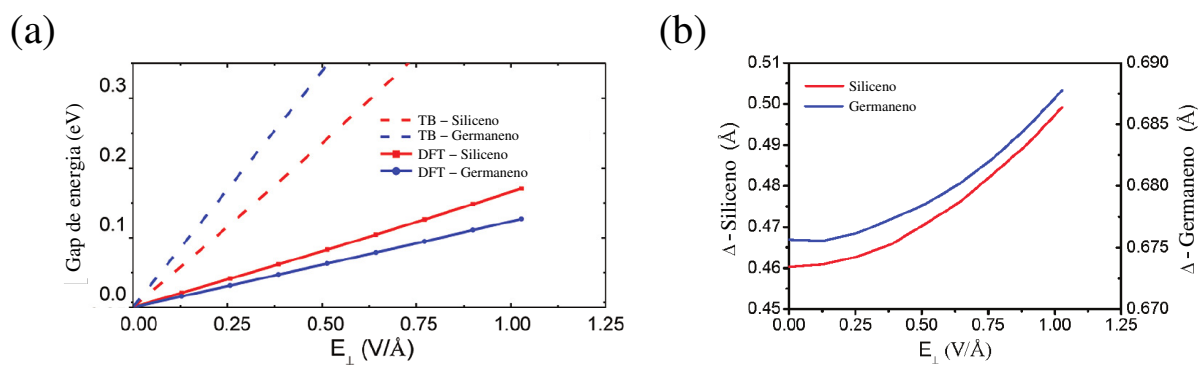 (a)
Gap de energia (eV)
0.3
0.2
0.1
0.0
TB – Siliceno
TB – Germaneno
DFT – Siliceno
DFT – Germaneno
0.00 0.25 0.50 0.75 1.00 1.25
E⊥ (V/Å)
(b)
Δ - Siliceno (Å)
0.51
0.50
0.49
0.48
0.47
0.46
0.45
Siliceno
Germaneno
0.690
0.685
0.680
0.675
0.670
Δ - Germaneno (Å)
0.00 0.25 0.50 0.75 1.00 1.25
E⊥ (V/Å)